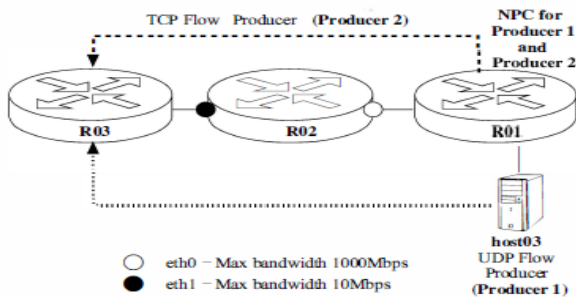 TCP Flow Producer (Producer 2)
NPC for
Producer 1
and
Producer 2
R03
R02
R01
host03
UDP Flow
Producer
(Producer 1)
eth0 – Max bandwidth 1000Mbps
eth1 – Max bandwidth 10Mbps